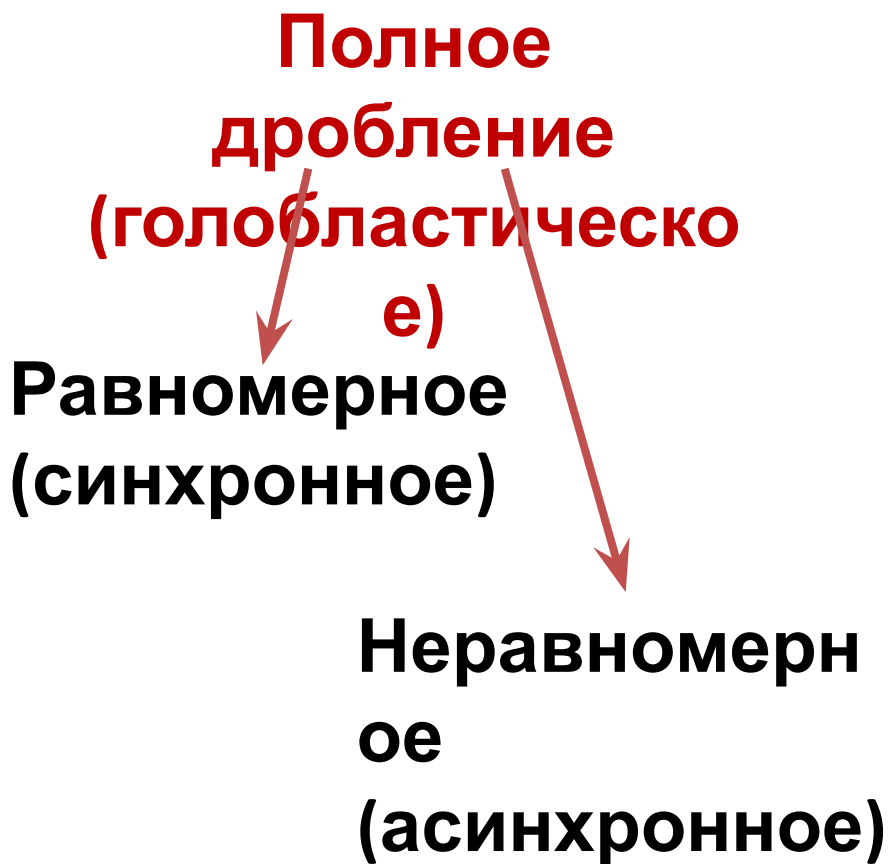 Полное
дробление
(голобластическо
е)
Равномерное
(синхронное)
Неравномерн
ое
(асинхронное)